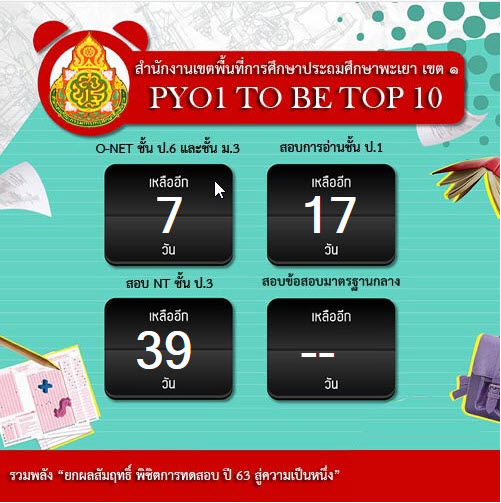 สำนักงานเขตพื้นที่การศึกษาประถมศึกษาพะเยา เขต ๑
PYO1 TO BE TOP 10
O-NET ชั้น ป.6 และชั้น ม.3
เหลืออีก
7
วัน
สอบการอ่านชั้น ป.1
เหลืออีก
17
วัน
สอบ NT ชั้น ป.3
เหลืออีก
39
วัน
สอบข้อสอบมาตรฐานกลาง
เหลืออีก
--
วัน
รวมพลัง “ยกผลสัมฤทธิ์ พิชิตการทดสอบ ปี 63 สู่ความเป็นหนึ่ง”